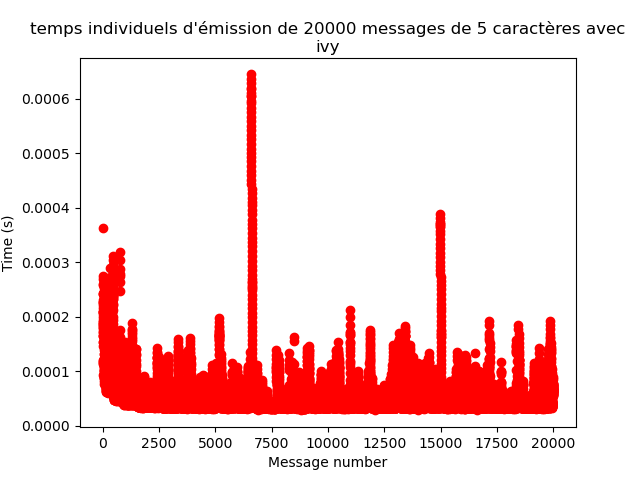 temps individuels d'émission de 20000 messages de 5 caractères avec
ivy
0.0006
0.0005
0.0004
0.0003
0.0002
0.0001
0.0000
Time (s)
0 2500 5000 7500 10000 12500 15000 17500 20000
Message number